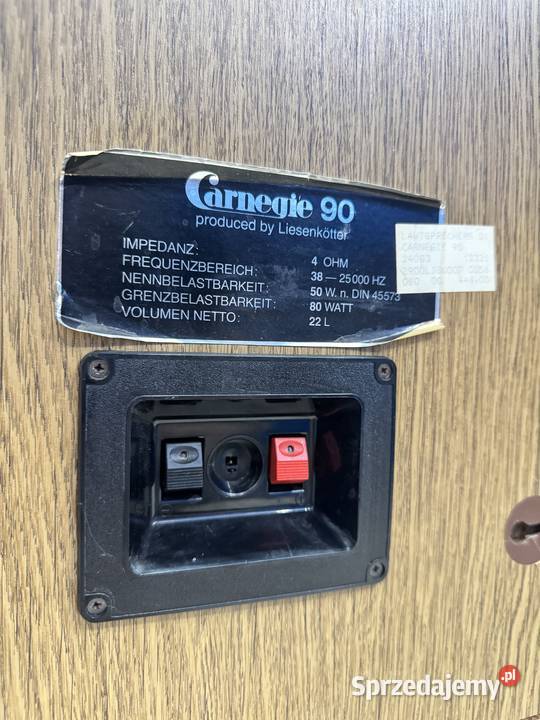 Carnegie 90
produced by Liesenkötter
IMPEDANZ: 4 OHM
FREQUENZBEREICH: 38 — 25000 HZ
NENNBELASTBARKEIT: 50 W. n. DIN 45573
GRENZBELASTBARKEIT: 80 WATT
VOLUMEN NETTO: 22 L
LAUTSPRECHERB
CARNEGIE 90
Sprzedajemy.pl